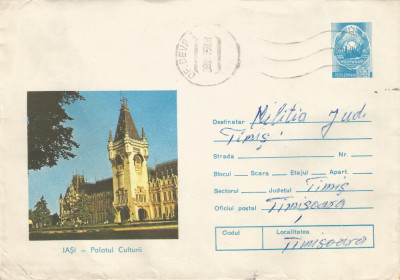 Destinatar Miliția Jud.
Timiș
Strada Nr.
Blocul Scara Etajul Apart.
Sectorul Județul Timiș
Oficiul poștal Timișoara
Codul Localitatea
Timișoara
IAȘI – Palatul Culturii